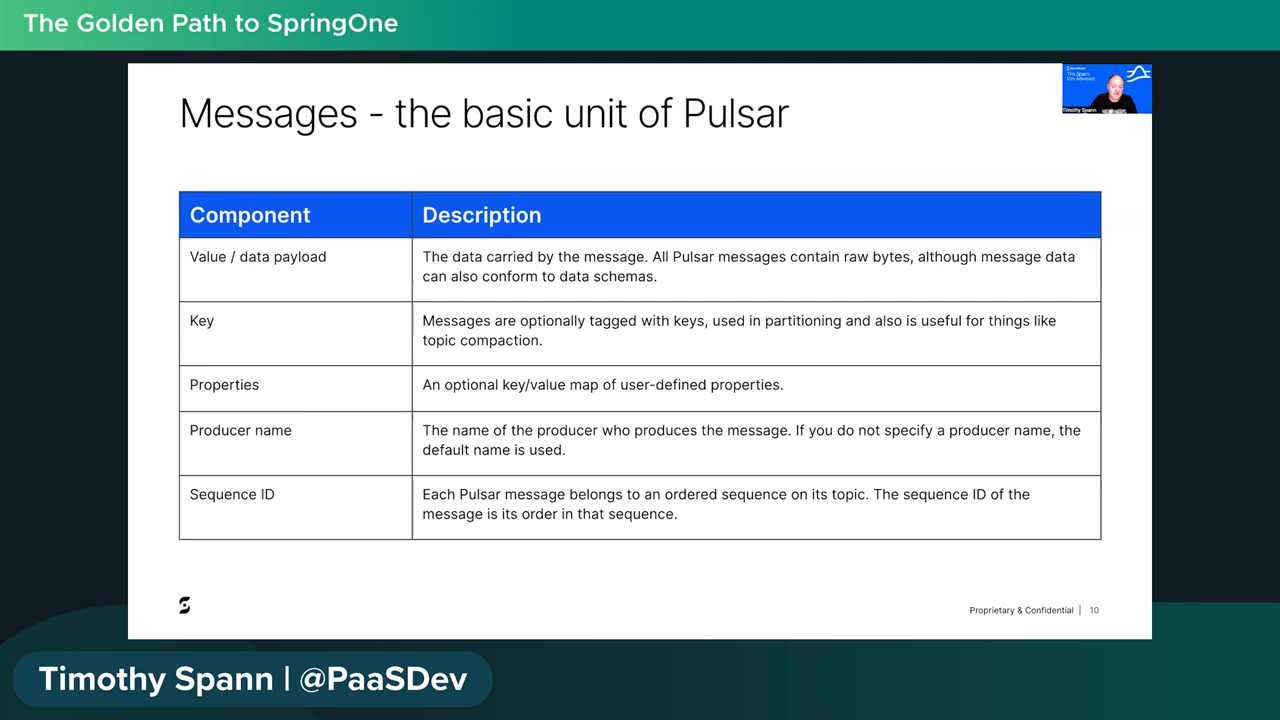 The Golden Path to SpringOne
Messages - the basic unit of Pulsar
Timothy Spann
Component
Description
Value / data payload
The data carried by the message. All Pulsar messages contain raw bytes, although message data
can also conform to data schemas.
Key
Messages are optionally tagged with keys, used in partitioning and also is useful for things like
topic compaction.
Properties
An optional key/value map of user-defined properties.
Producer name
The name of the producer who produces the message. If you do not specify a producer name, the
default name is used.
Sequence ID
Each Pulsar message belongs to an ordered sequence on its topic. The sequence ID of the
message is its order in that sequence.
Proprietary & Confidential | 10
Timothy Spann | @PaaSDev